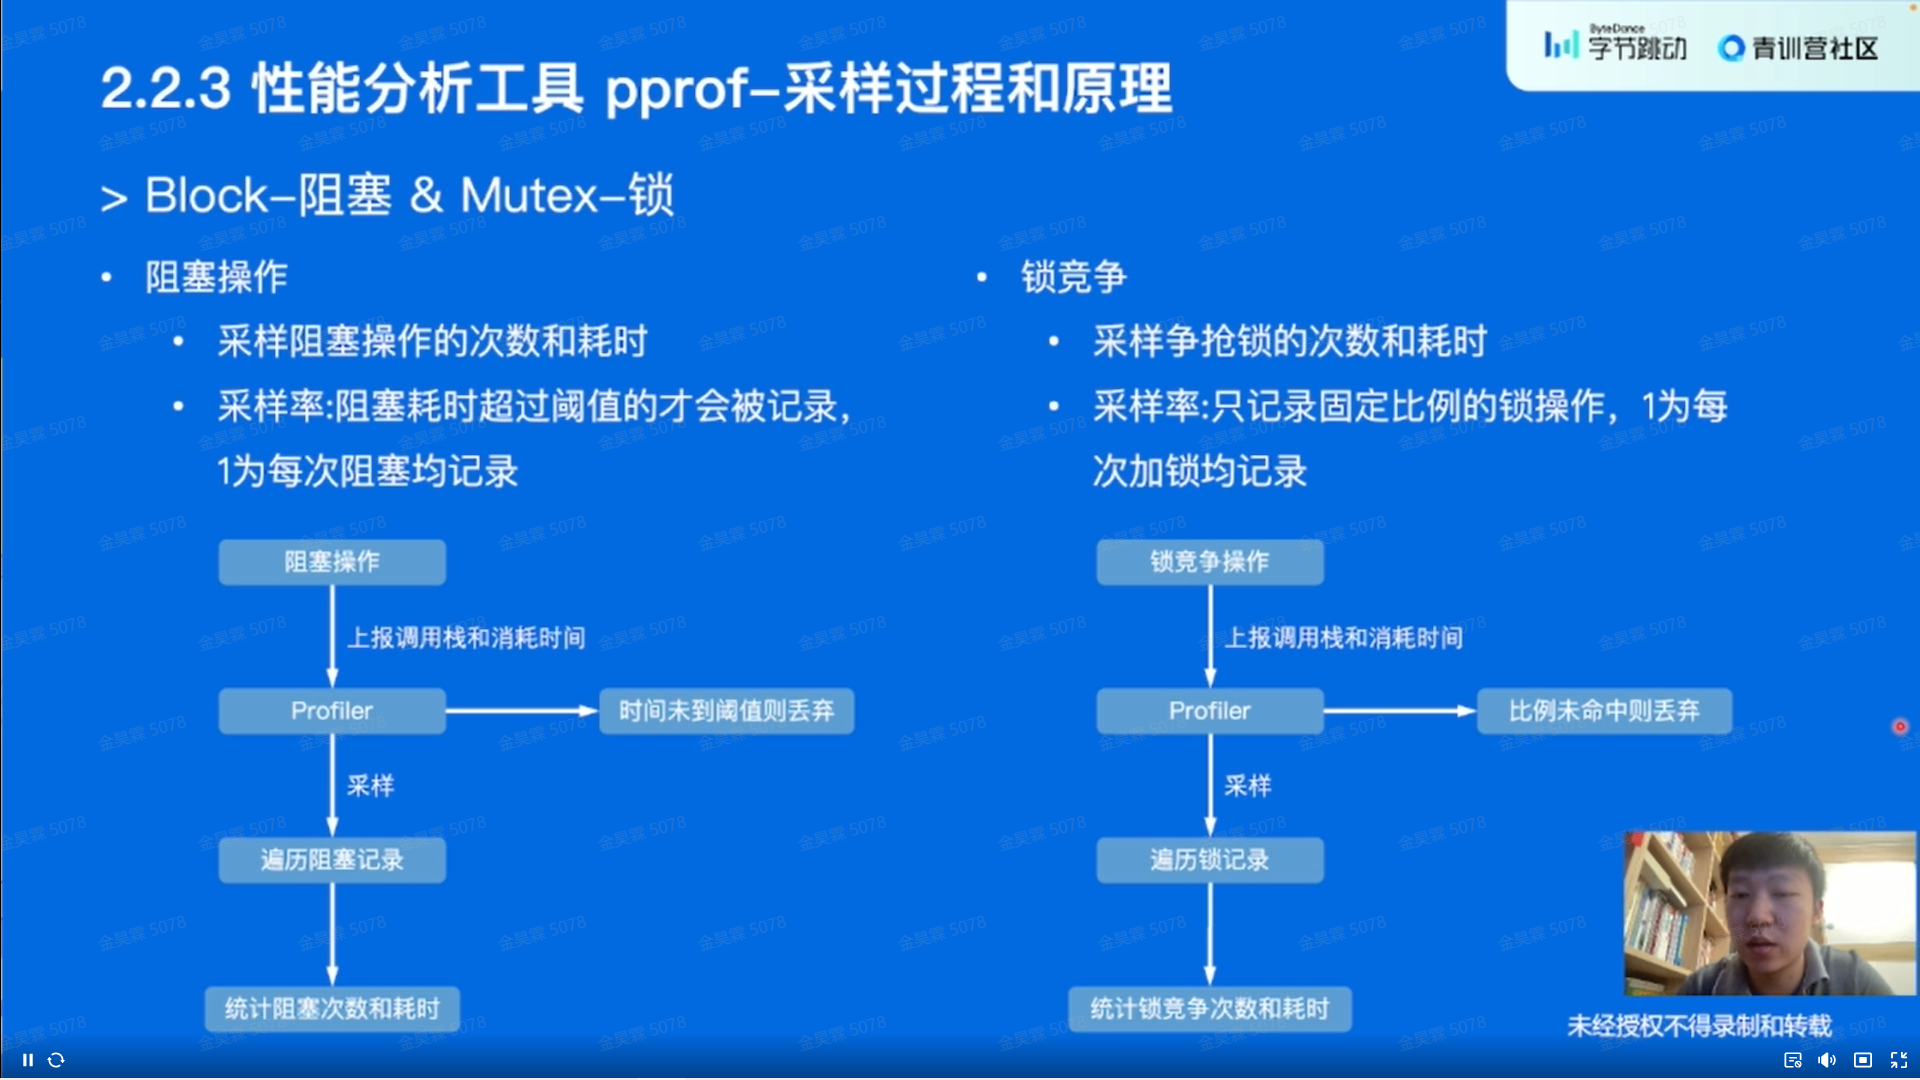 ByteDance
字节跳动
青训营社区
2.2.3 性能分析工具 pprof-采样过程和原理
> Block-阻塞 & Mutex-锁
• 阻塞操作
• 采样阻塞操作的次数和耗时
• 采样率:阻塞耗时超过阈值的才会被记录,
1为每次阻塞均记录
• 锁竞争
• 采样争抢锁的次数和耗时
• 采样率:只记录固定比例的锁操作，1为每
次加锁均记录
阻塞操作
上报调用栈和消耗时间
Profiler
时间未到阈值则丢弃
采样
遍历阻塞记录
统计阻塞次数和耗时
锁竞争操作
上报调用栈和消耗时间
Profiler
比例未命中则丢弃
采样
遍历锁记录
统计锁竞争次数和耗时
未经授权不得录制和转载
金昊霖 5078